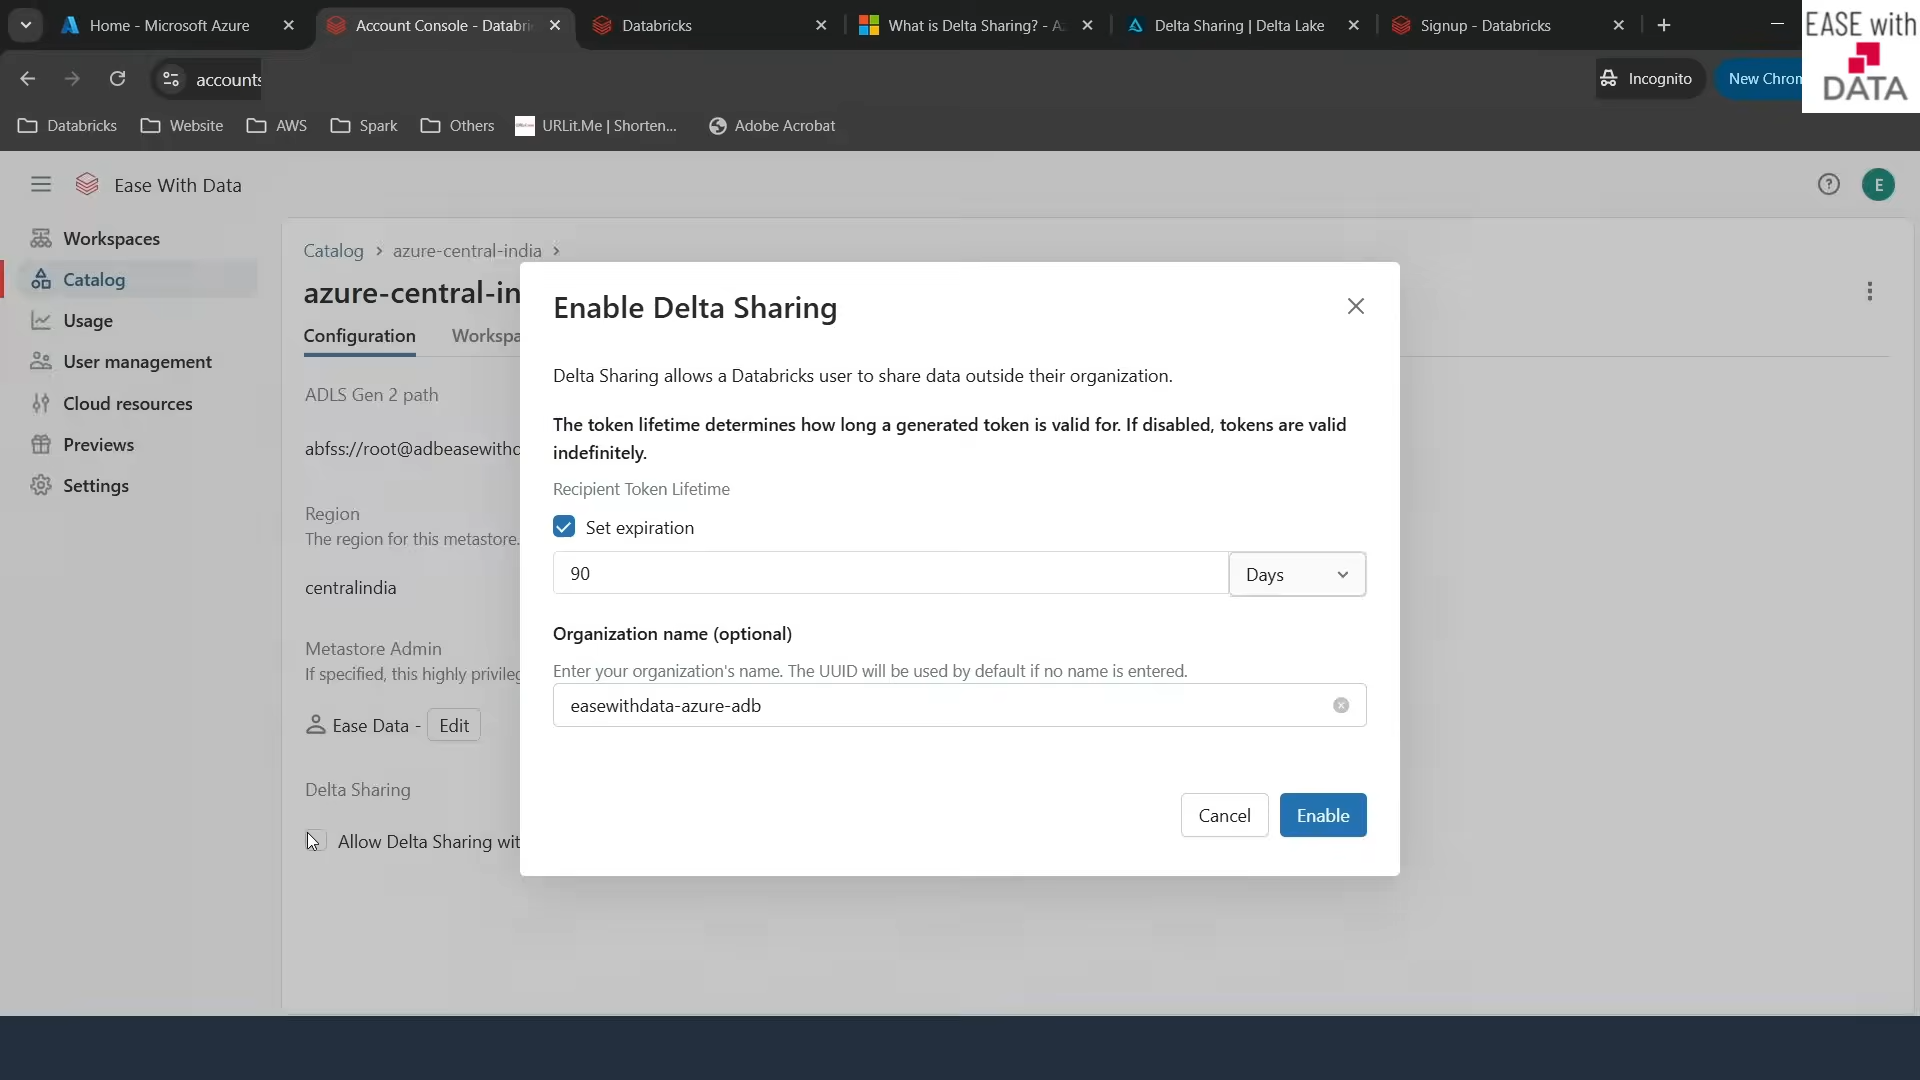 Home - Microsoft Azure
Account Console - Databri
Databricks
What is Delta Sharing? - A
Delta Sharing | Delta Lake
Signup - Databricks
accounts
Incognito
New Chrom
EASE with
DATA
Databricks
Website
AWS
Spark
Others
URLit.Me | Shorten...
Adobe Acrobat
Ease With Data
E
Workspaces
Catalog
Usage
User management
Cloud resources
Previews
Settings
Catalog > azure-central-india >
azure-central-in
Configuration
Workspa
ADLS Gen 2 path
abfss://root@adbeasewithd
Region
The region for this metastore.
centralindia
Metastore Admin
If specified, this highly privileg
Ease Data - Edit
Delta Sharing
Allow Delta Sharing wit
Enable Delta Sharing
Delta Sharing allows a Databricks user to share data outside their organization.
The token lifetime determines how long a generated token is valid for. If disabled, tokens are valid
indefinitely.
Recipient Token Lifetime
Set expiration
90
Days
Organization name (optional)
Enter your organization's name. The UUID will be used by default if no name is entered.
easewithdata-azure-adb
Cancel
Enable